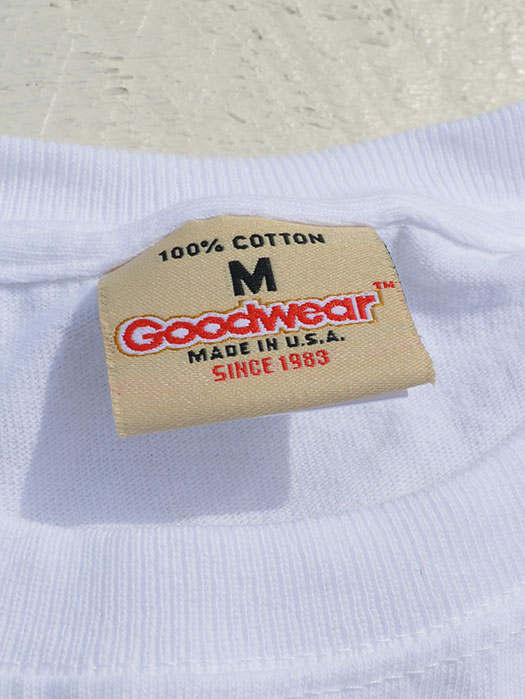 100% COTTON
M
Goodwear™
MADE IN U.S.A.
SINCE 1983